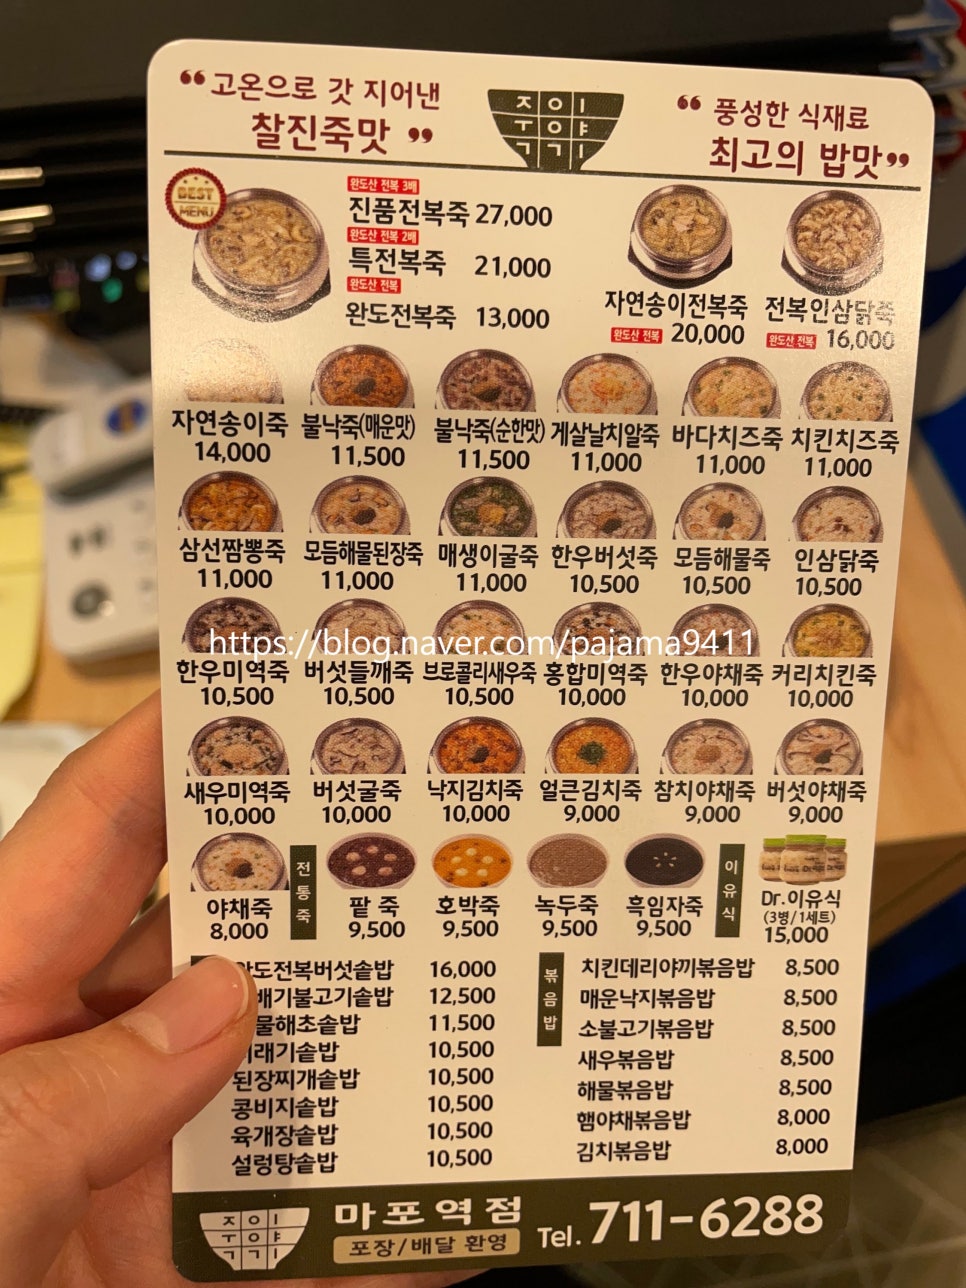 “고온으로 갓 지어낸
찰진죽맛”
죽이야기
“풍성한 식재료
최고의 밥맛”
BEST
MENU
완도산 전복 3배
진품전복죽 27,000
완도산 전복 2배
특전복죽 21,000
완도산 전복
완도전복죽 13,000
자연송이전복죽 전복인삼닭죽
완도산 전복 20,000 완도산 전복 16,000
자연송이죽 불낙죽(매운맛) 불낙죽(순한맛) 게살날치알죽 바다치즈죽 치킨치즈죽
14,000 11,500 11,500 11,000 11,000 11,000
삼선짬뽕죽 모듬해물된장죽 매생이굴죽 한우버섯죽 모듬해물죽 인삼닭죽
11,000 11,000 11,000 10,500 10,500 10,500
https://blog.naver.com/pajama9411
한우미역죽 버섯들깨죽 브로콜리새우죽 홍합미역죽 한우야채죽 커리치킨죽
10,500 10,500 10,500 10,000 10,000 10,000
새우미역죽 버섯굴죽 낙지김치죽 얼큰김치죽 참치야채죽 버섯야채죽
10,000 10,000 10,000 9,000 9,000 9,000
야채죽
8,000
전통죽
팥 죽 호박죽 녹두죽 흑임자죽
9,500 9,500 9,500 9,500
이유식
Dr.이유식
(3병/1세트)
15,000
완도전복버섯솥밥 16,000
배기불고기솥밥 12,500
물해초솥밥 11,500
래기솥밥 10,500
된장찌개솥밥 10,500
콩비지솥밥 10,500
육개장솥밥 10,500
설렁탕솥밥 10,500
볶음밥
치킨데리야끼볶음밥 8,500
매운낙지볶음밥 8,500
소불고기볶음밥 8,500
새우볶음밥 8,500
해물볶음밥 8,500
햄야채볶음밥 8,000
김치볶음밥 8,000
죽이야기
마포역점
포장/배달 환영
Tel. 711-6288